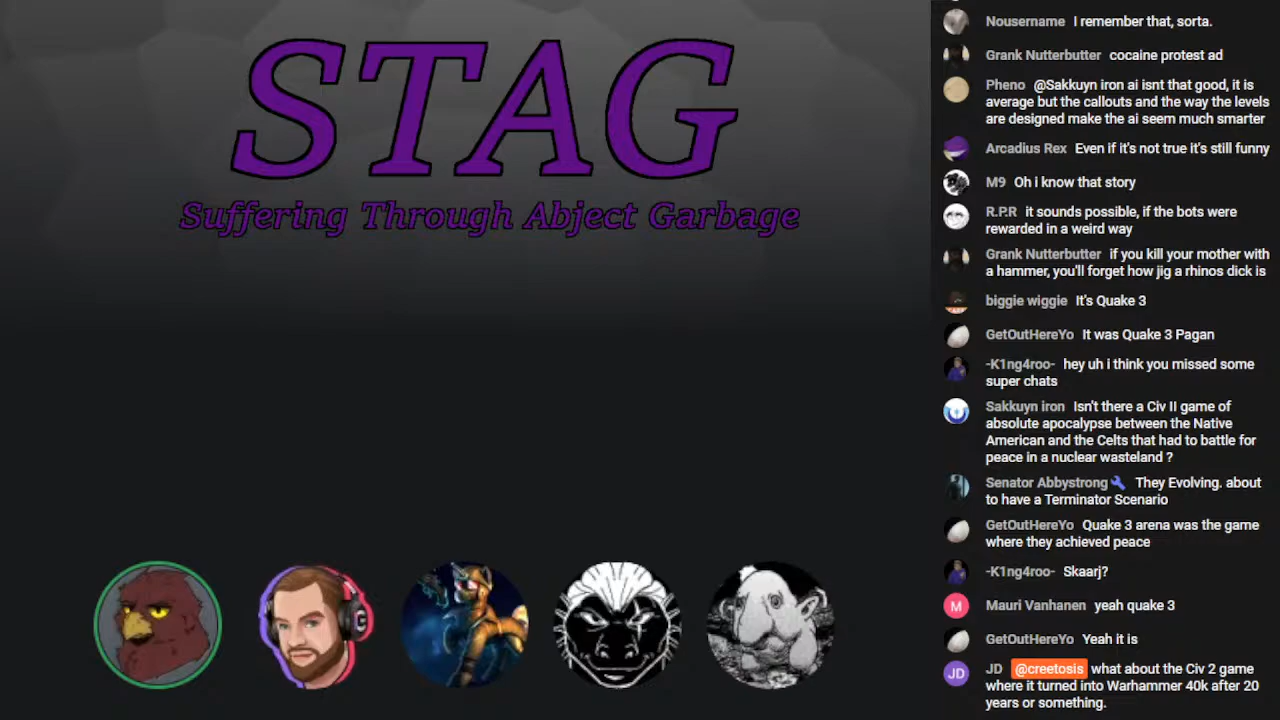 STAG
Suffering Through Abject Garbage
Nousername I remember that, sorta.
Grank Nutterbutter cocaine protest ad
Pheno @Sakkuyn iron ai isnt that good, it is
average but the callouts and the way the levels
are designed make the ai seem much smarter
Arcadius Rex Even if it's not true it's still funny
M9 Oh i know that story
R.P.R it sounds possible, if the bots were
rewarded in a weird way
Grank Nutterbutter if you kill your mother with
a hammer, you'll forget how jig a rhinos dick is
biggie wiggie It's Quake 3
GetOutHereYo It was Quake 3 Pagan
-K1ng4roo- hey uh i think you missed some
super chats
Sakkuyn iron Isn't there a Civ II game of
absolute apocalypse between the Native
American and the Celts that had to battle for
peace in a nuclear wasteland ?
Senator Abbystrong They Evolving. about
to have a Terminator Scenario
GetOutHereYo Quake 3 arena was the game
where they achieved peace
-K1ng4roo- Skaarj?
M Mauri Vanhanen yeah quake 3
GetOutHereYo Yeah it is
JD JD @creetosis what about the Civ 2 game
where it turned into Warhammer 40k after 20
years or something.